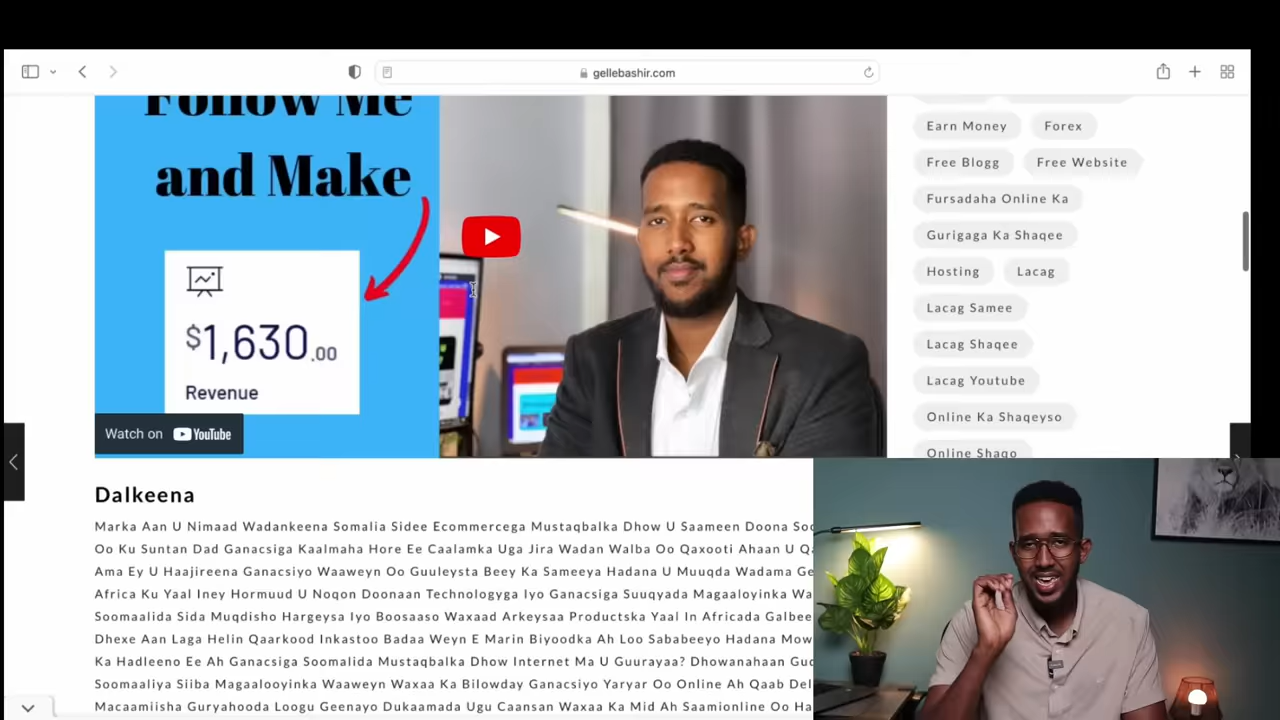 gellebashir.com
Follow Me
and Make
$1,630.00
Revenue
Watch on YouTube
Earn Money
Forex
Free Blogg
Free Website
Fursadaha Online Ka
Gurigaga Ka Shaqee
Hosting
Lacag
Lacag Samee
Lacag Shaqee
Lacag Youtube
Online Ka Shaqeyso
Online Shaqo
Dalkeena
Marka Aan U Nimaad Wadankeena Somalia Sidee Ecommercega Mustaqbalka Dhow U Saameen Doona
Oo Ku Suntan Dad Ganacsiga Kaalmaha Hore Ee Caalamka Uga Jira Wadan Walba Oo Qaxooti Ahaan U
Ama Ey U Haajireena Ganacsiyo Waaweyn Oo Guuleysta Beey Ka Sameeya Hadana U Muuqda Wadama
Africa Ku Yaal Iney Hormuud U Noqon Doonaan Technologyga Iyo Ganacsiga Suuqyada Magaaloyinka
Soomaalida Sida Muqdisho Hargeysa Iyo Boosaaso Waxaad Arkeysaa Productska Yaal In Africada
Dhexe Aan Laga Helin Qaarkood Inkastoo Badaa Weyn E Marin Biyoodka Ah Loo Sababeeyo Hadana
Ka Hadleeno Ee Ah Ganacsiga Soomalida Mustaqbalka Dhow Internet Ma U Guurayaa? Dhowanahaan
Soomaaliya Siiba Magaalooyinka Waaweyn Waxaa Ka Bilowday Ganacsiyo Yaryar Oo Online Ah Qaab
Macaamiisha Guryahooda Loogu Geenayo Dukaamada Ugu Caansan Waxaa Ka Mid Ah Saamionline Oo